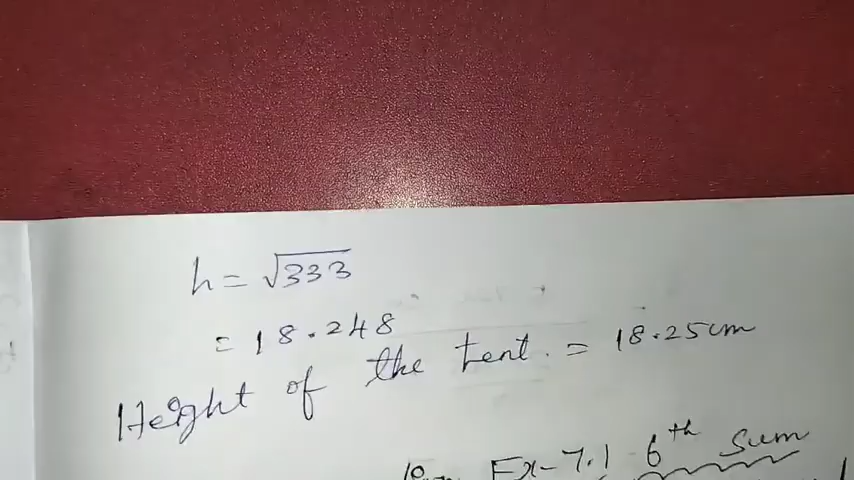 h = √333
= 18.248
Height of the tent. = 18.25cm
Ex-7.1 6th Sum